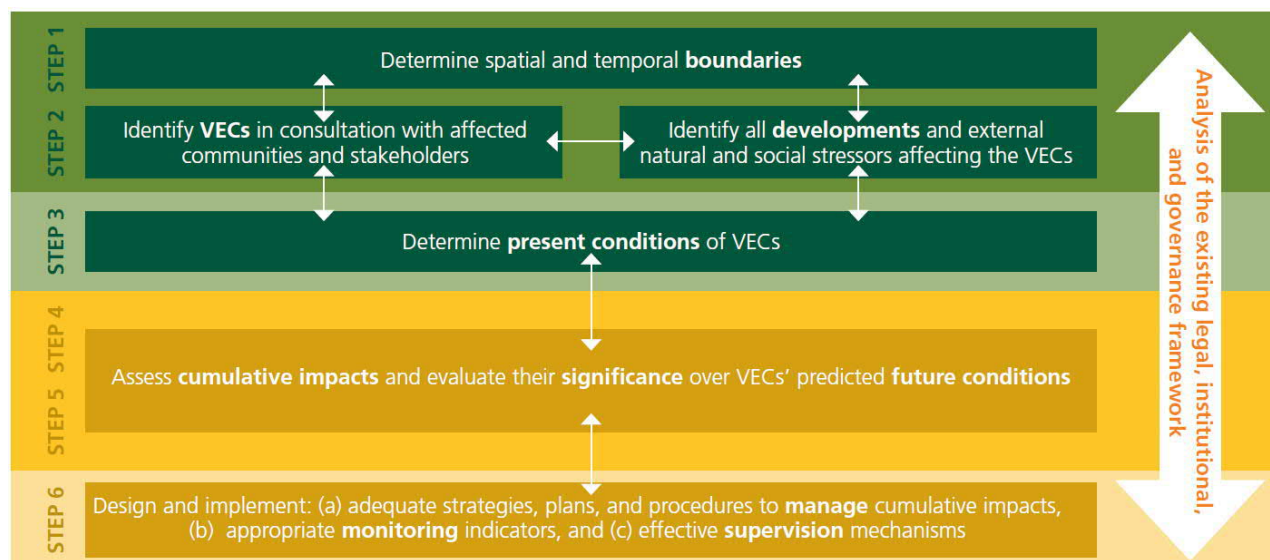 STEP 1
Determine spatial and temporal boundaries
STEP 2
Identify VECs in consultation with affected
communities and stakeholders
Identify all developments and external
natural and social stressors affecting the VECs
STEP 3
Determine present conditions of VECs
STEP 4
STEP 5
Assess cumulative impacts and evaluate their significance over VECs’ predicted future conditions
STEP 6
Design and implement: (a) adequate strategies, plans, and procedures to manage cumulative impacts,
(b) appropriate monitoring indicators, and (c) effective supervision mechanisms
Analysis of the existing legal, institutional,
and governance framework